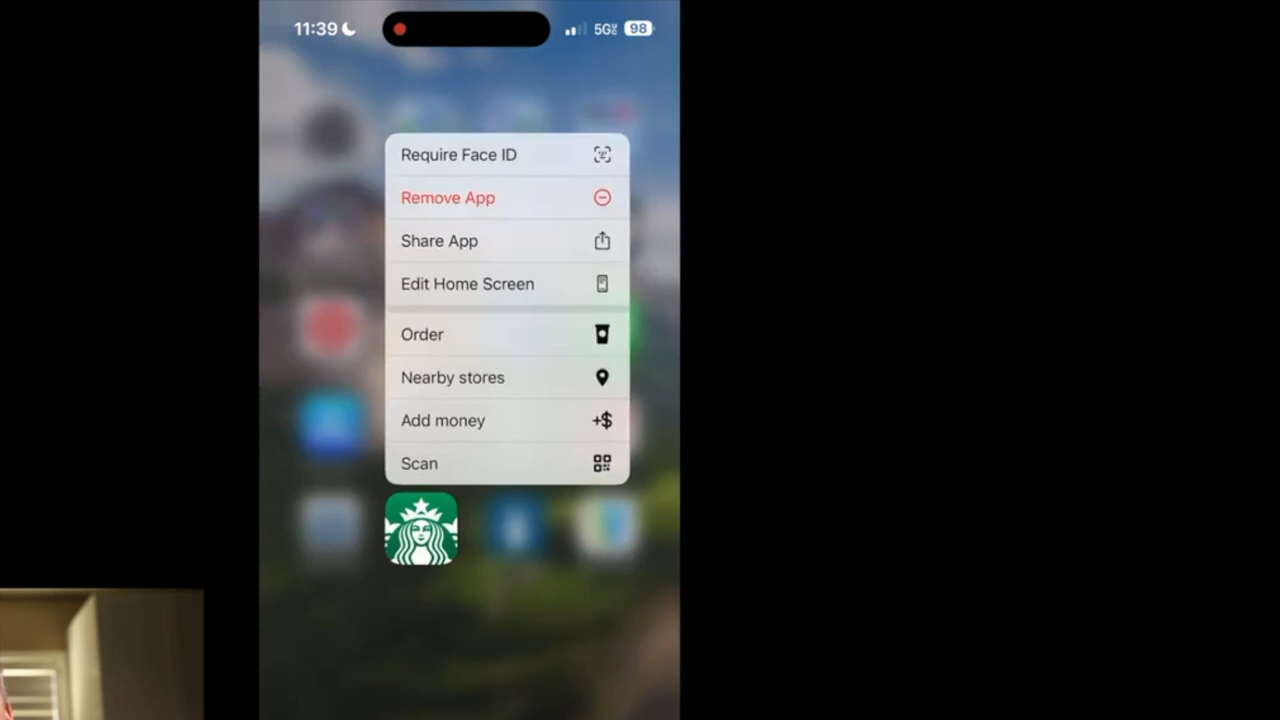 11:39
5G
98
Require Face ID
Remove App
Share App
Edit Home Screen
Order
Nearby stores
Add money
+$
Scan